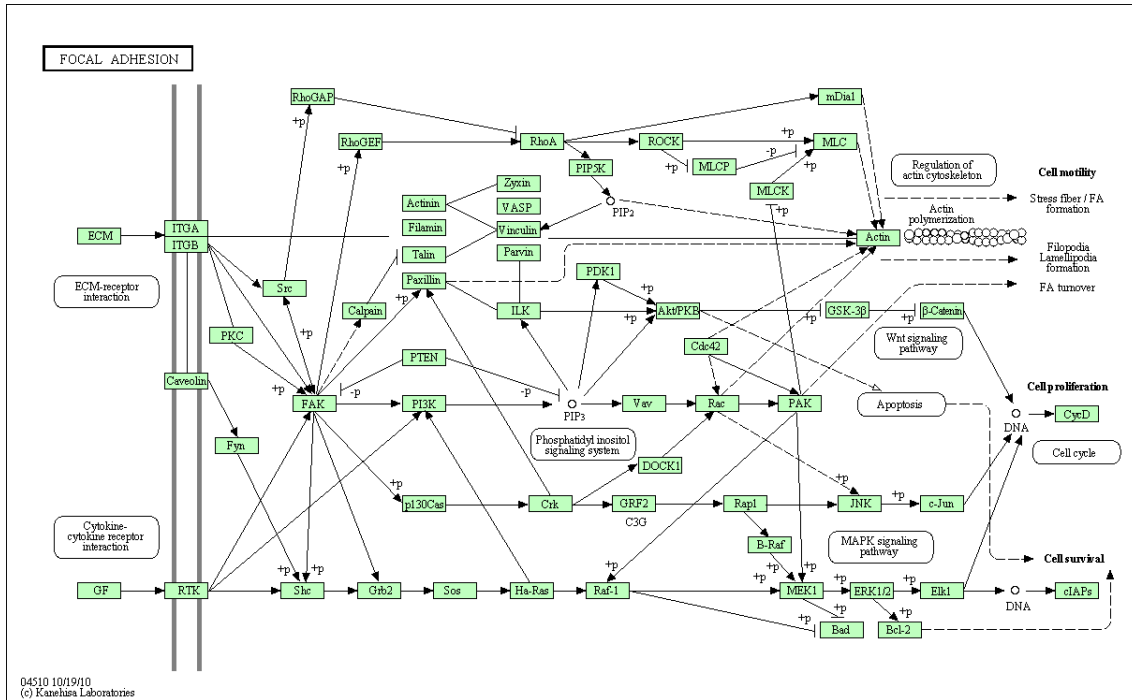 FOCAL ADHESION
RhoGAP
mDia1
+p
RhoGEF
RhoA
ROCK
+p
MLC
+p
-p
+p
+p
PIP5K
MLCP
MLCK
Regulation of
actin cytoskeleton
Cell motility
Zyxin
Actinin
VASP
PIP2
+p
Stress fiber / FA
formation
Actin
polymerization
ECM
ITGA
ITGB
Filamin
Vinculin
Actin
Talin
Parvin
Filopodia
Lamellipodia
formation
ECM-receptor
interaction
Src
+p
Paxillin
PDK1
+p
FA turnover
Calpain
ILK
+p
Akt/PKB
GSK-3β
+p
β-Catenin
PKC
+p
Cdc42
Wnt signaling
pathway
PTEN
Caveolin
+p
-p
-p
Cell proliferation
FAK
PI3K
PIP3
Vav
Rac
PAK
Apoptosis
DNA
CycD
Fyn
Phosphatidyl inositol
signaling system
DOCK1
Cell cycle
+p
p130Cas
Crk
GRF2
C3G
Rap1
JNK
+p
c-Jun
Cytokine-
cytokine receptor
interaction
B-Raf
MAPK signaling
pathway
Cell survival
+p
+p
+p
+p
+p
+p
+p
+p
GF
RTK
Shc
Grb2
Sos
Ha-Ras
Raf-1
MEK1
ERK1/2
Elk1
DNA
cIAPs
+p
+p
+p
Bad
Bcl-2
04510 10/19/10
(c) Kanehisa Laboratories